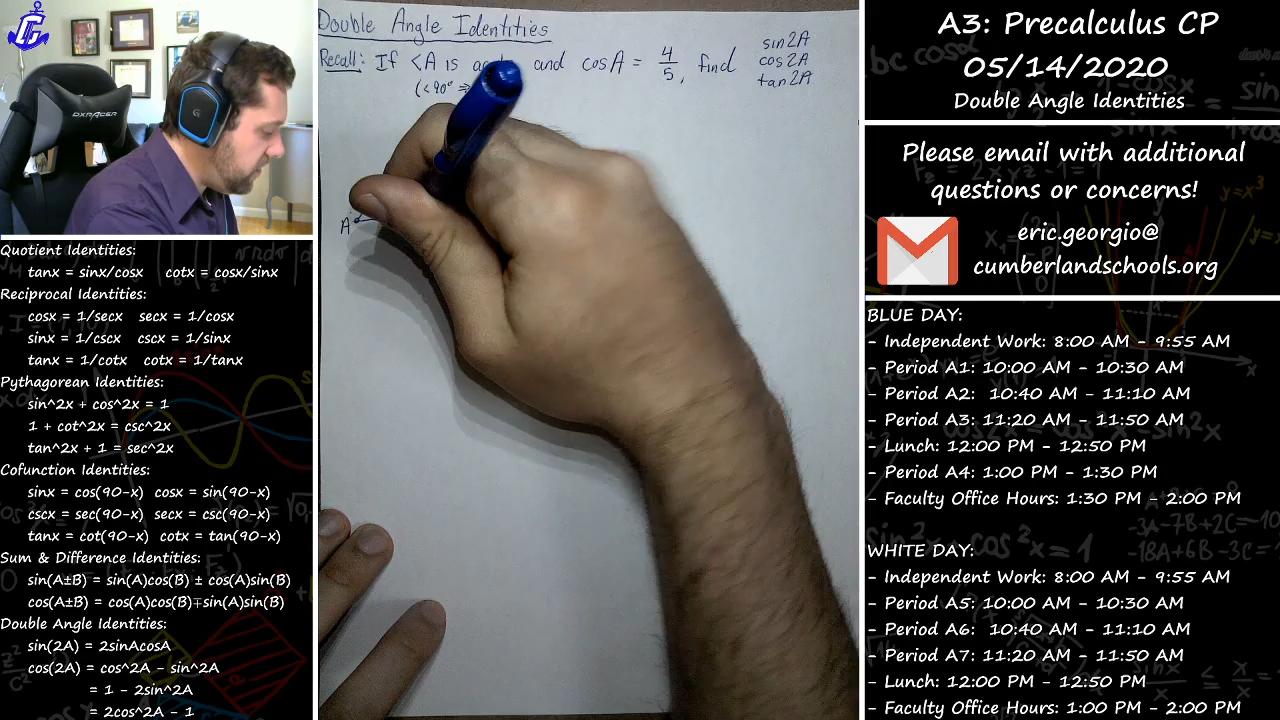 Double Angle Identities
Recall: If <A is and cosA = 4/5, find sin2A
cos2A
tan2A
(<90° ⇒
A
DXRACER
G
Quotient Identities:
tanx = sinx/cosx cotx = cosx/sinx
Reciprocal Identities:
cosx = 1/secx secx = 1/cosx
sinx = 1/cscx cscx = 1/sinx
tanx = 1/cotx cotx = 1/tanx
Pythagorean Identities:
sin^2x + cos^2x = 1
1 + cot^2x = csc^2x
tan^2x + 1 = sec^2x
Cofunction Identities:
sinx = cos(90-x) cosx = sin(90-x)
cscx = sec(90-x) secx = csc(90-x)
tanx = cot(90-x) cotx = tan(90-x)
Sum & Difference Identities:
sin(A±B) = sin(A)cos(B) ± cos(A)sin(B)
cos(A±B) = cos(A)cos(B)∓sin(A)sin(B)
Double Angle Identities:
sin(2A) = 2sinAcosA
cos(2A) = cos^2A - sin^2A
= 1 - 2sin^2A
= 2cos^2A - 1
A3: Precalculus CP
05/14/2020
Double Angle Identities
Please email with additional
questions or concerns!
eric.georgio@
cumberlandschools.org
BLUE DAY:
- Independent Work: 8:00 AM - 9:55 AM
- Period A1: 10:00 AM - 10:30 AM
- Period A2: 10:40 AM - 11:10 AM
- Period A3: 11:20 AM - 11:50 AM
- Lunch: 12:00 PM - 12:50 PM
- Period A4: 1:00 PM - 1:30 PM
- Faculty Office Hours: 1:30 PM - 2:00 PM
WHITE DAY:
- Independent Work: 8:00 AM - 9:55 AM
- Period A5: 10:00 AM - 10:30 AM
- Period A6: 10:40 AM - 11:10 AM
- Period A7: 11:20 AM - 11:50 AM
- Lunch: 12:00 PM - 12:50 PM
- Faculty Office Hours: 1:00 PM - 2:00 PM